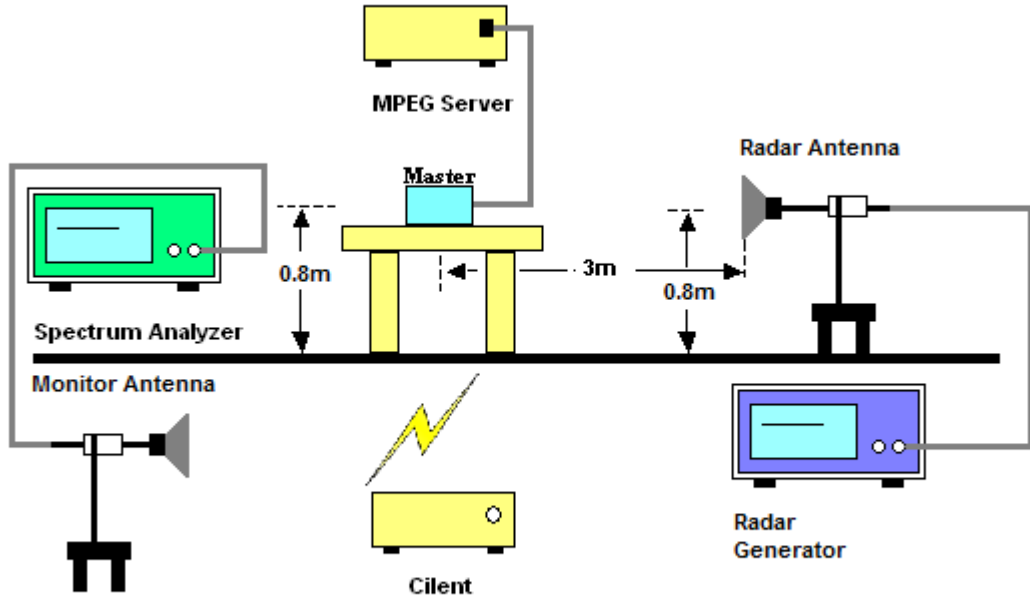 MPEG Server
Radar Antenna
Master
3m
0.8m
0.8m
Spectrum Analyzer
Monitor Antenna
Radar
Generator
Cilent